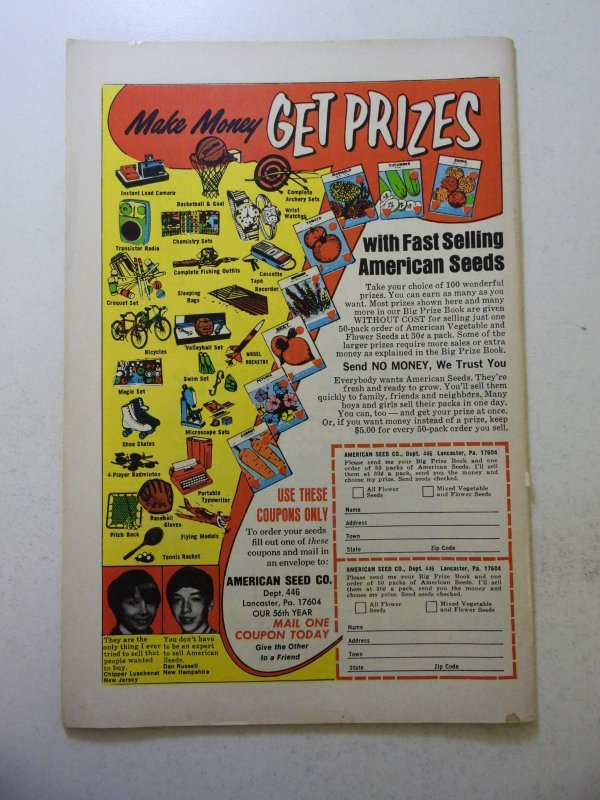 Make Money GET PRIZES
with Fast Selling
American Seeds
Take your choice of 100 wonderful
prizes. You can earn as many as you
want. Most prizes shown here and many
more in our Big Prize Book are given
WITHOUT COST for selling just one
50-pack order of American Vegetable and
Flower Seeds at 30¢ a pack. Some of the
larger prizes require more sales or extra
money as explained in the Big Prize Book.
Send NO MONEY, We Trust You
Everybody wants American Seeds. They're
fresh and ready to grow. You'll sell them
quickly to family, friends and neighbors, Many
boys and girls sell their packs in one day.
You can, too — and get your prize at once.
Or, if you want money instead of a prize, keep
$5.00 for every 50-pack order you sell.
Instant Load Camera
Basketball & Goal
Complete
Archery Sets
Wrist
Watches
Transistor Radio
Chemistry Sets
Complete Fishing Outfits
Cassette
Tape
Recorder
Croquet Set
Sleeping
Bags
Bicycles
Volleyball Set
MODEL
ROCKETRY
Magic Set
Swim Set
Shoe Skates
Microscope Sets
4-Player Badminton
Portable
Typewriter
Baseball
Gloves
Pitch Back
Flying Models
Tennis Racket
CUCUMBER
TOMATO
BEET
PETUNIA
CARROT
USE THESE
COUPONS ONLY
To order your seeds
fill out one of these
coupons and mail in
an envelope to:
AMERICAN SEED CO.
Dept. 446
Lancaster, Pa. 17604
OUR 56th YEAR
MAIL ONE
COUPON TODAY
Give the Other
to a Friend
They are the
only thing I ever
tried to sell that
people wanted
to buy.
Chipper Luschenat
New Jersey
You don't have
to be an expert
to sell American
Seeds.
Dan Russell
New Hampshire
AMERICAN SEED CO., Dept. 446 Lancaster, Pa. 17604
Please send me your Big Prize Book and one
order of 50 packs of American Seeds. I'll sell
them at 30¢ a pack, send you the money and
choose my prize. Send seeds checked.
All Flower
Seeds
Mixed Vegetable
and Flower Seeds
Name
Address
Town
State Zip Code
AMERICAN SEED CO., Dept. 446 Lancaster, Pa. 17604
Please send me your Big Prize Book and one
order of 50 packs of American Seeds. I'll sell
them at 30¢ a pack, send you the money and
choose my prize. Send seeds checked.
All Flower
Seeds
Mixed Vegetable
and Flower Seeds
Name
Address
Town
State Zip Code